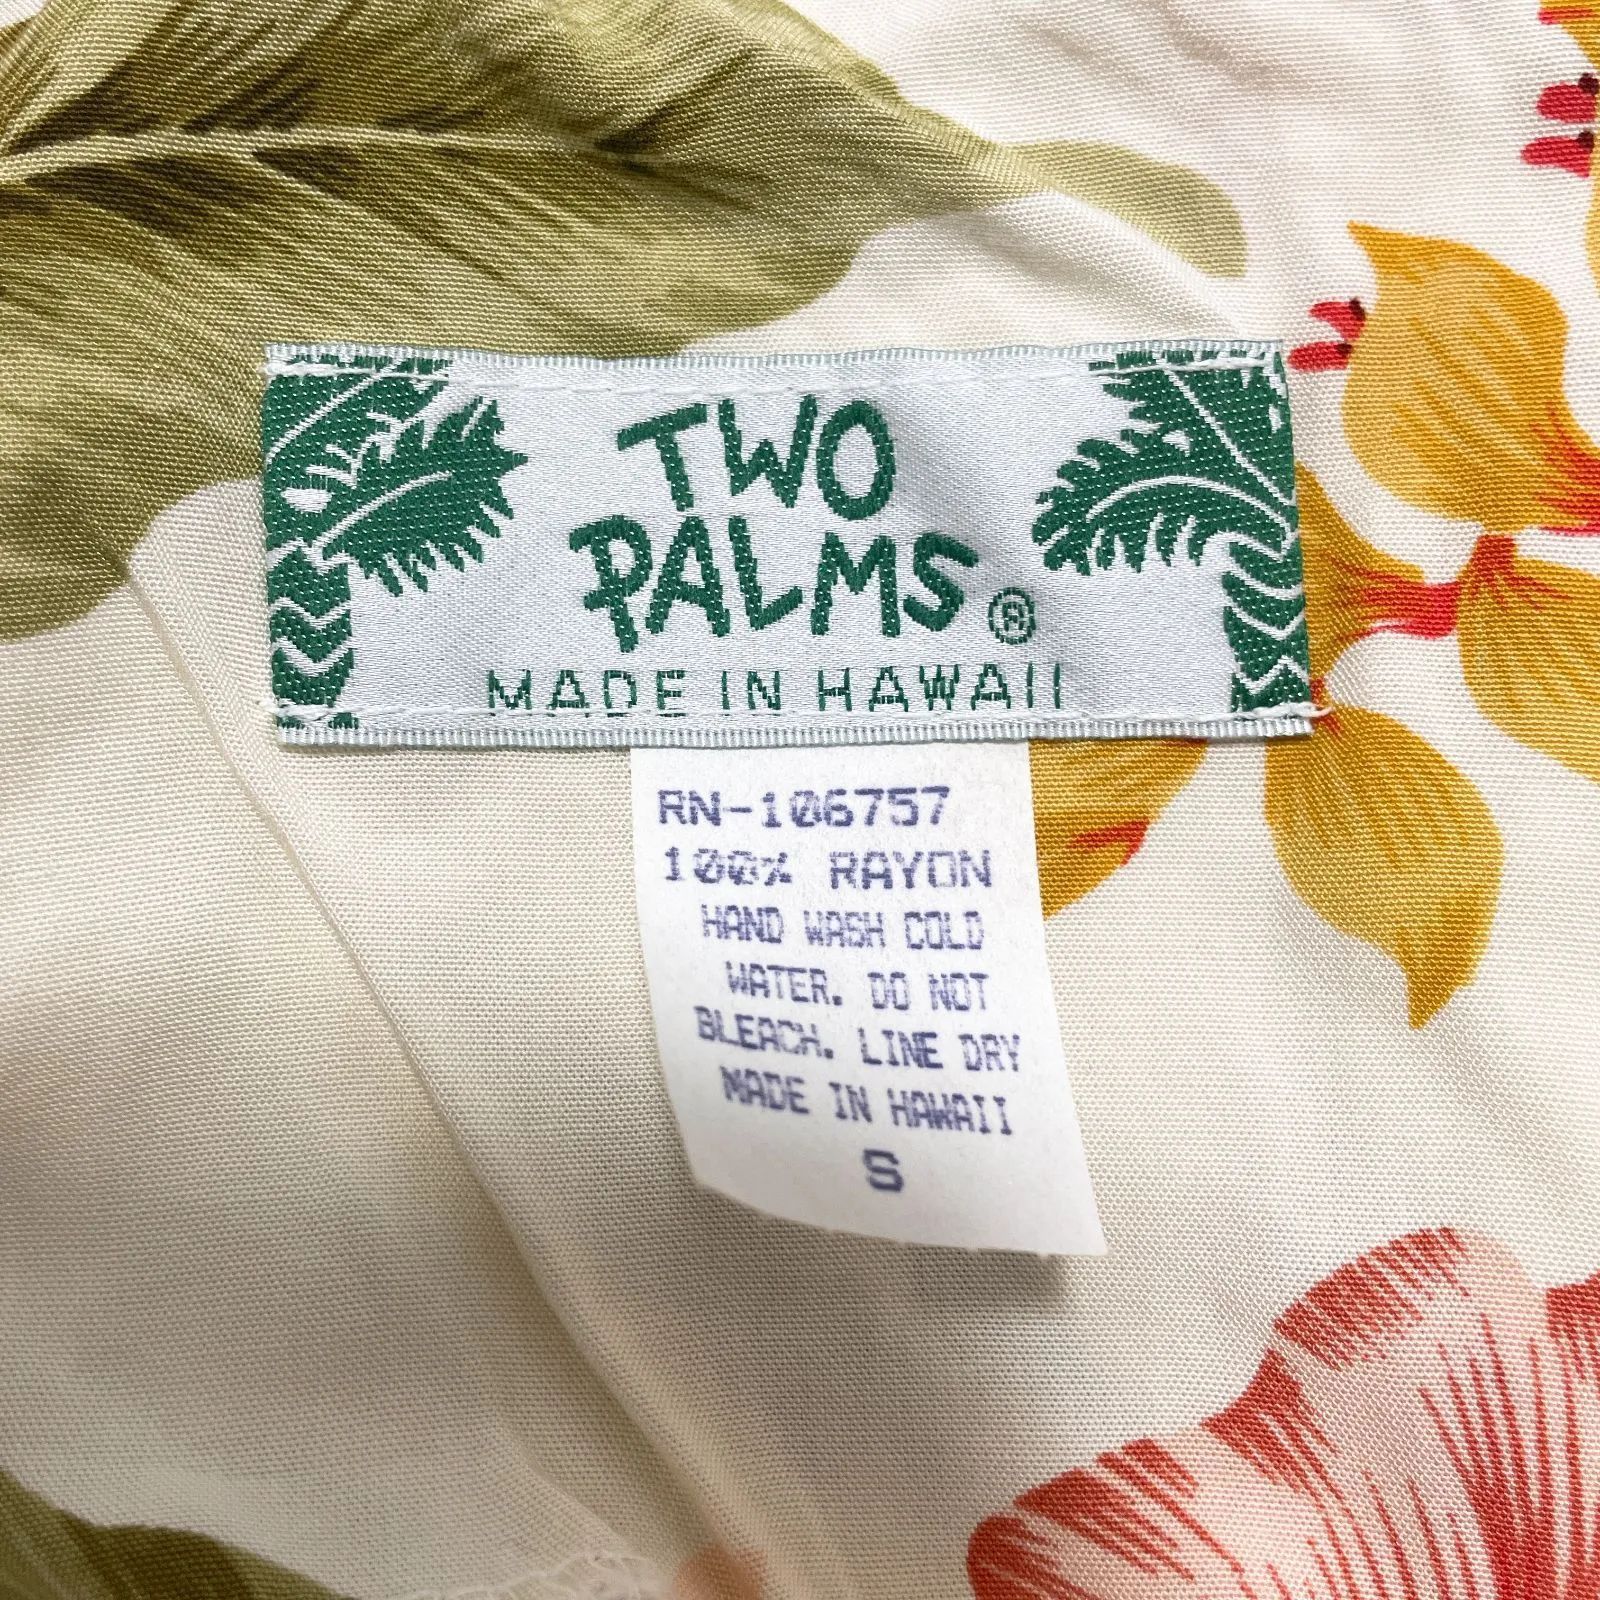 TWO
PALMS®
MADE IN HAWAII
RN-106757
100% RAYON
HAND WASH COLD
WATER. DO NOT
BLEACH. LINE DRY
MADE IN HAWAII
S